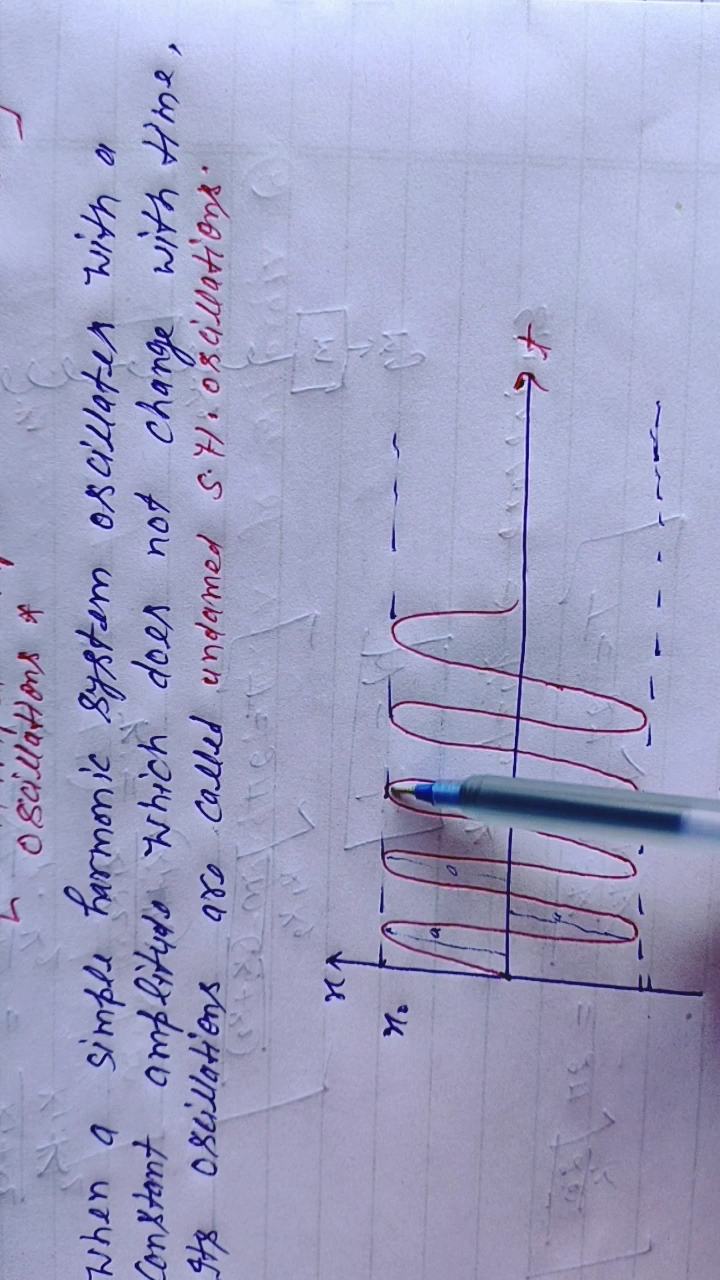 oscillations *
When a simple harmonic system oscillates with a
constant amplitude which does not change with time,
Its oscillations are called undamed S.H. oscillations.
x
x₀
a
a
a
t